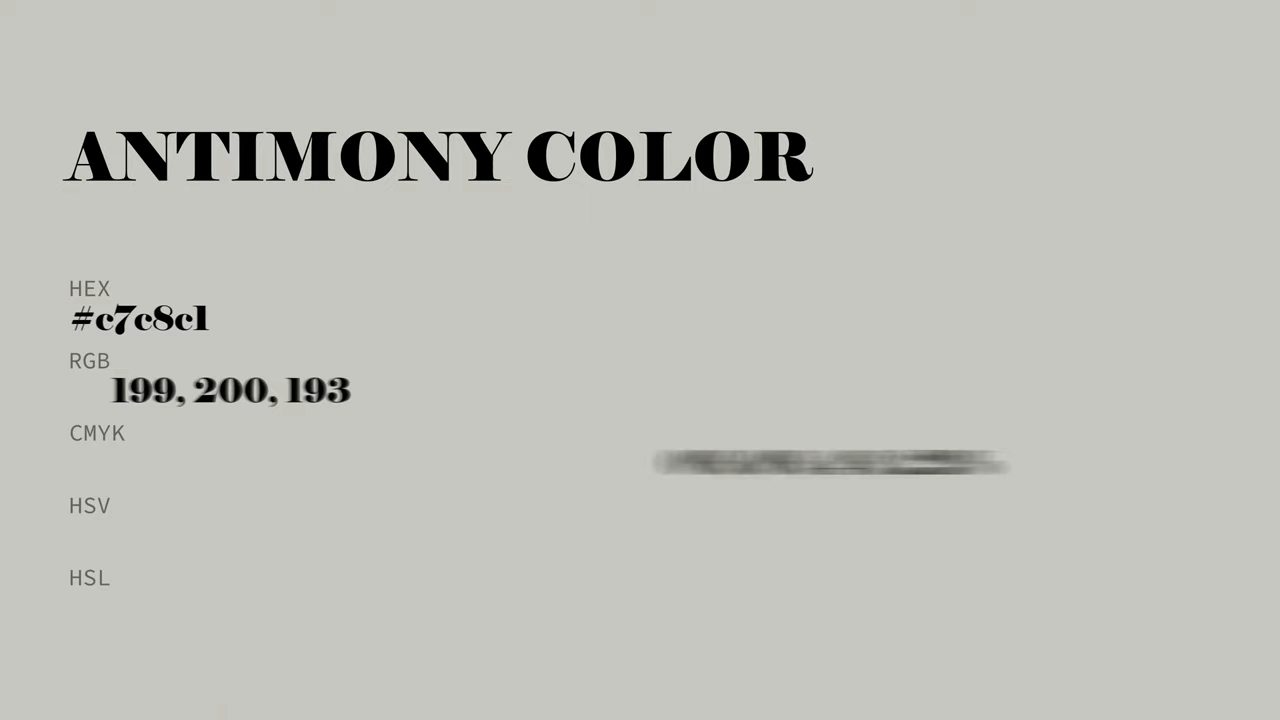 ANTIMONY COLOR
HEX
#c7c8c1
RGB
199, 200, 193
CMYK
HSV
HSL